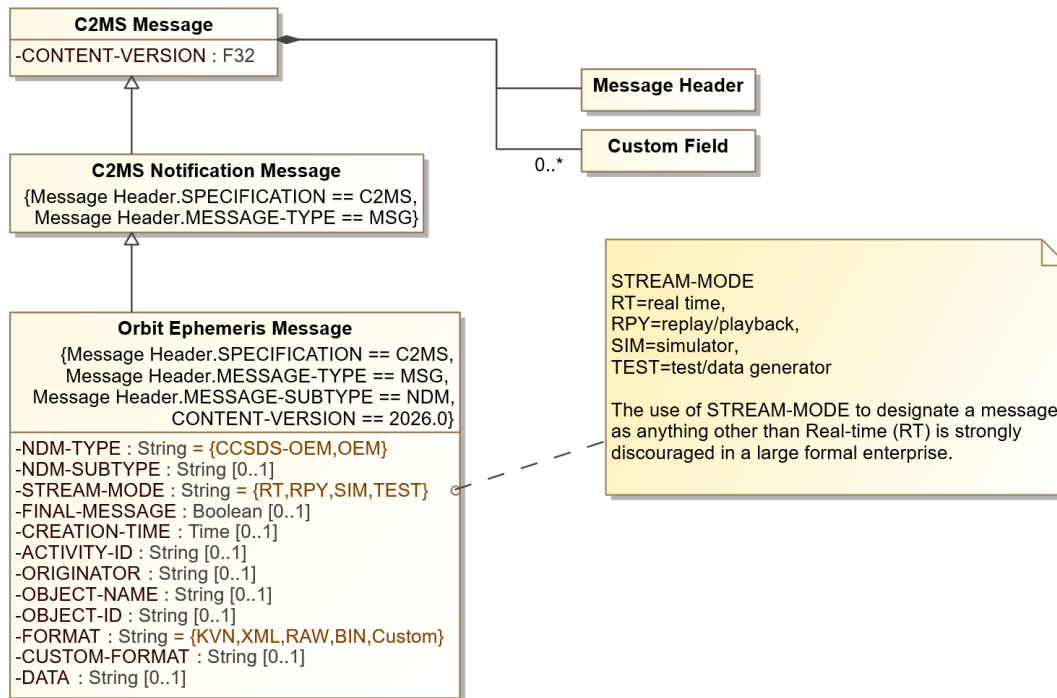 C2MS Message
-CONTENT-VERSION : F32
Message Header
Custom Field
0..*
C2MS Notification Message
{Message Header.SPECIFICATION == C2MS,
Message Header.MESSAGE-TYPE == MSG}
STREAM-MODE
RT=real time,
RPY=replay/playback,
SIM=simulator,
TEST=test/data generator
The use of STREAM-MODE to designate a message
as anything other than Real-time (RT) is strongly
discouraged in a large formal enterprise.
Orbit Ephemeris Message
{Message Header.SPECIFICATION == C2MS,
Message Header.MESSAGE-TYPE == MSG,
Message Header.MESSAGE-SUBTYPE == NDM,
CONTENT-VERSION == 2026.0}
-NDM-TYPE : String = {CCSDS-OEM,OEM}
-NDM-SUBTYPE : String [0..1]
-STREAM-MODE : String = {RT,RPY,SIM,TEST}
-FINAL-MESSAGE : Boolean [0..1]
-CREATION-TIME : Time [0..1]
-ACTIVITY-ID : String [0..1]
-ORIGINATOR : String [0..1]
-OBJECT-NAME : String [0..1]
-OBJECT-ID : String [0..1]
-FORMAT : String = {KVN,XML,RAW,BIN,Custom}
-CUSTOM-FORMAT : String [0..1]
-DATA : String [0..1]